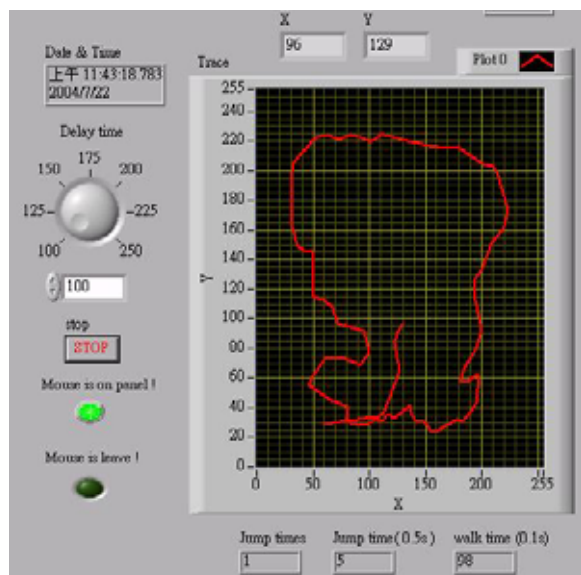 X Y
96 129
Date & Time
上午 11:43:18.783
2004/7/22
Trace
Plot 0
Delay time
175
150 200
125 225
100 250
100
stop
STOP
Mouse is on panel !
Mouse is leave !
Y
255
220
200
180
160
140
120
100
80
60
40
20
0
0 50 100 150 200 255
X
Jump times Jump time( 0.5s ) walk time (0.1s)
1 5 98